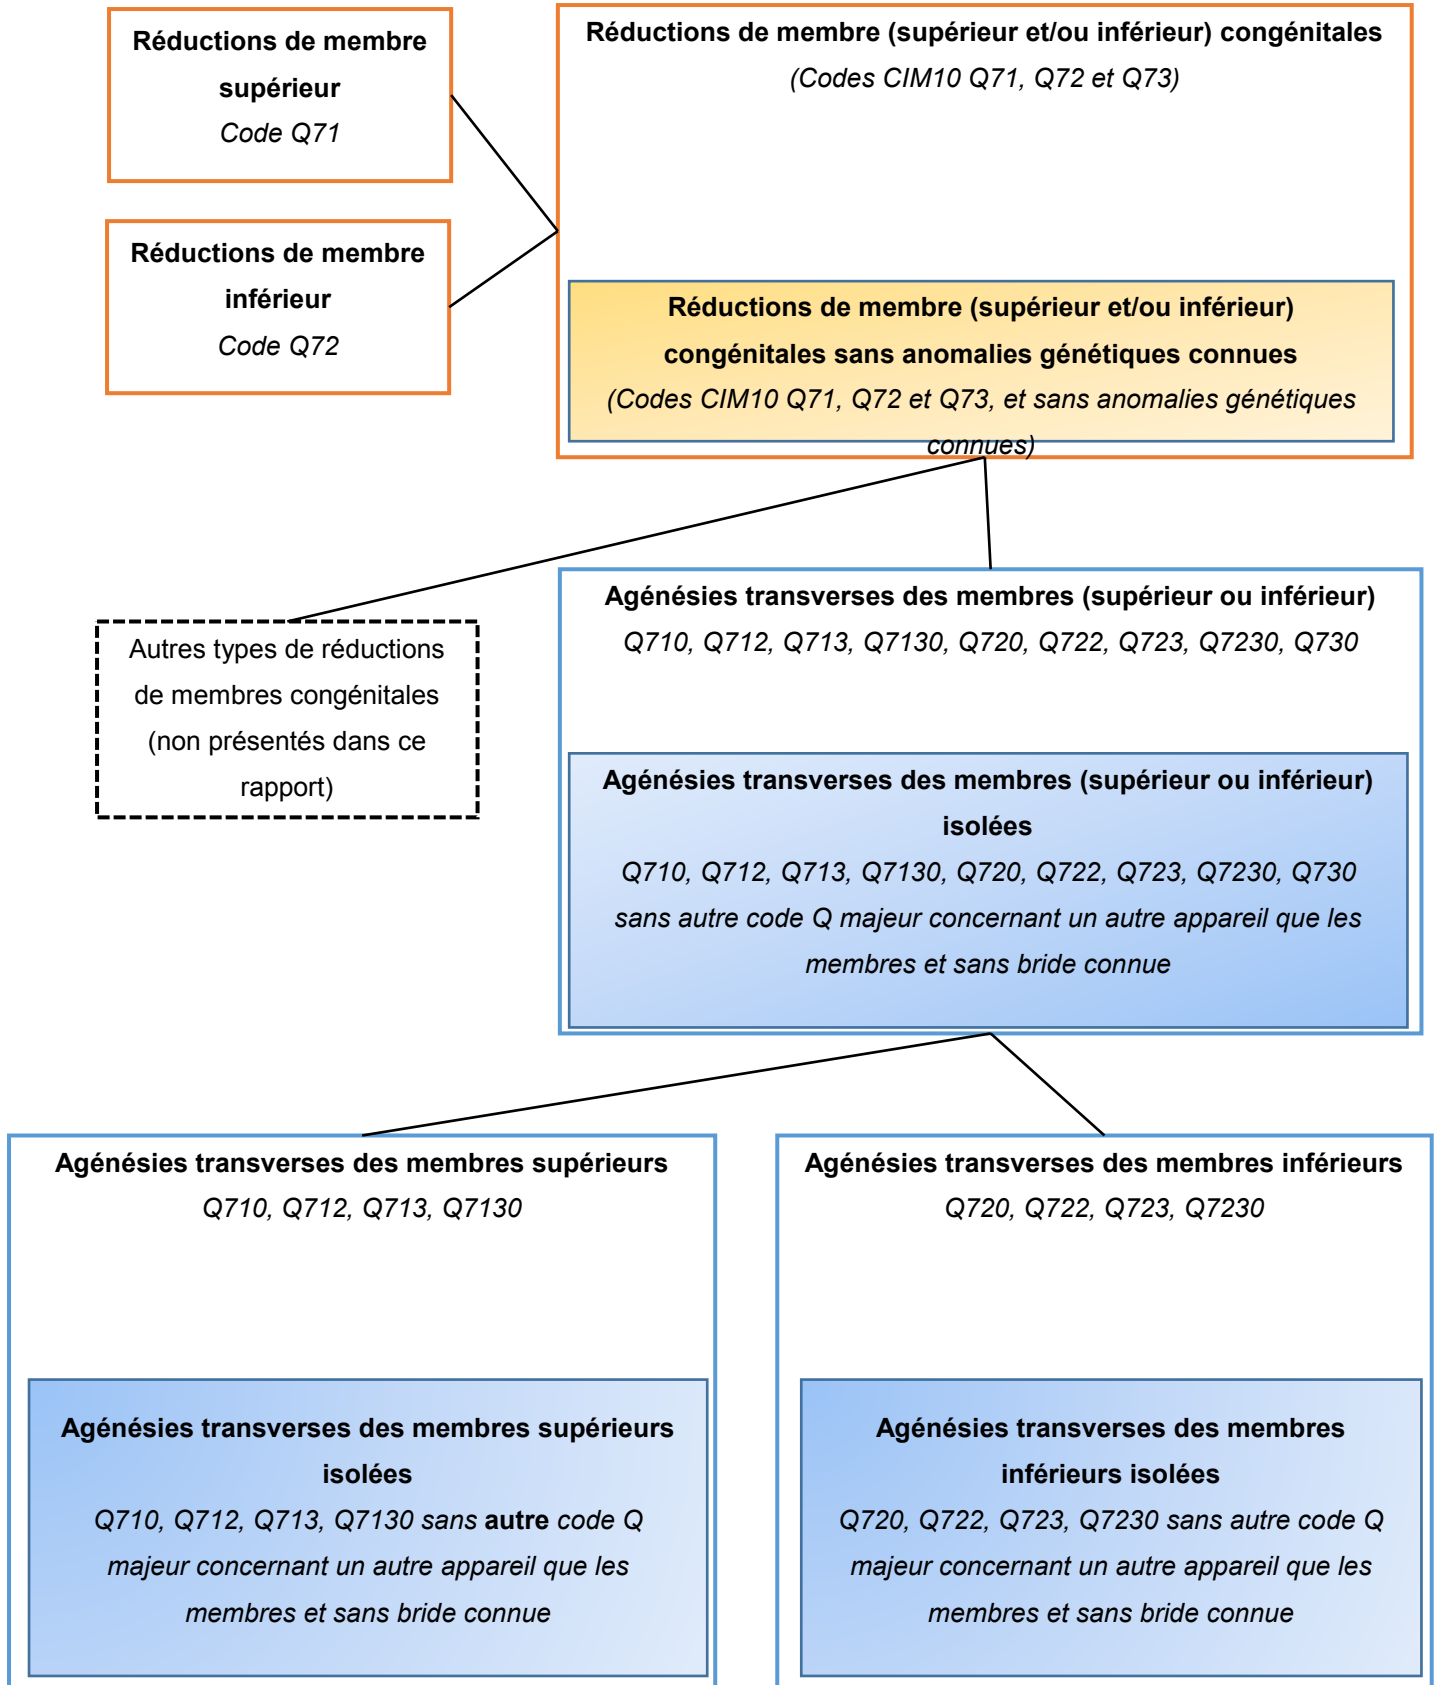 Réductions de membre
supérieur
Code Q71
Réductions de membre (supérieur et/ou inférieur) congénitales
(Codes CIM10 Q71, Q72 et Q73)
Réductions de membre
inférieur
Code Q72
Réductions de membre (supérieur et/ou inférieur)
congénitales sans anomalies génétiques connues
(Codes CIM10 Q71, Q72 et Q73, et sans anomalies génétiques
connues)
Autres types de réductions
de membres congénitales
(non présentés dans ce
rapport)
Agénésies transverses des membres (supérieur ou inférieur)
Q710, Q712, Q713, Q7130, Q720, Q722, Q723, Q7230, Q730
Agénésies transverses des membres (supérieur ou inférieur)
isolées
Q710, Q712, Q713, Q7130, Q720, Q722, Q723, Q7230, Q730
sans autre code Q majeur concernant un autre appareil que les
membres et sans bride connue
Agénésies transverses des membres supérieurs
Q710, Q712, Q713, Q7130
Agénésies transverses des membres supérieurs
isolées
Q710, Q712, Q713, Q7130 sans autre code Q
majeur concernant un autre appareil que les
membres et sans bride connue
Agénésies transverses des membres inférieurs
Q720, Q722, Q723, Q7230
Agénésies transverses des membres
inférieurs isolées
Q720, Q722, Q723, Q7230 sans autre code Q
majeur concernant un autre appareil que les
membres et sans bride connue